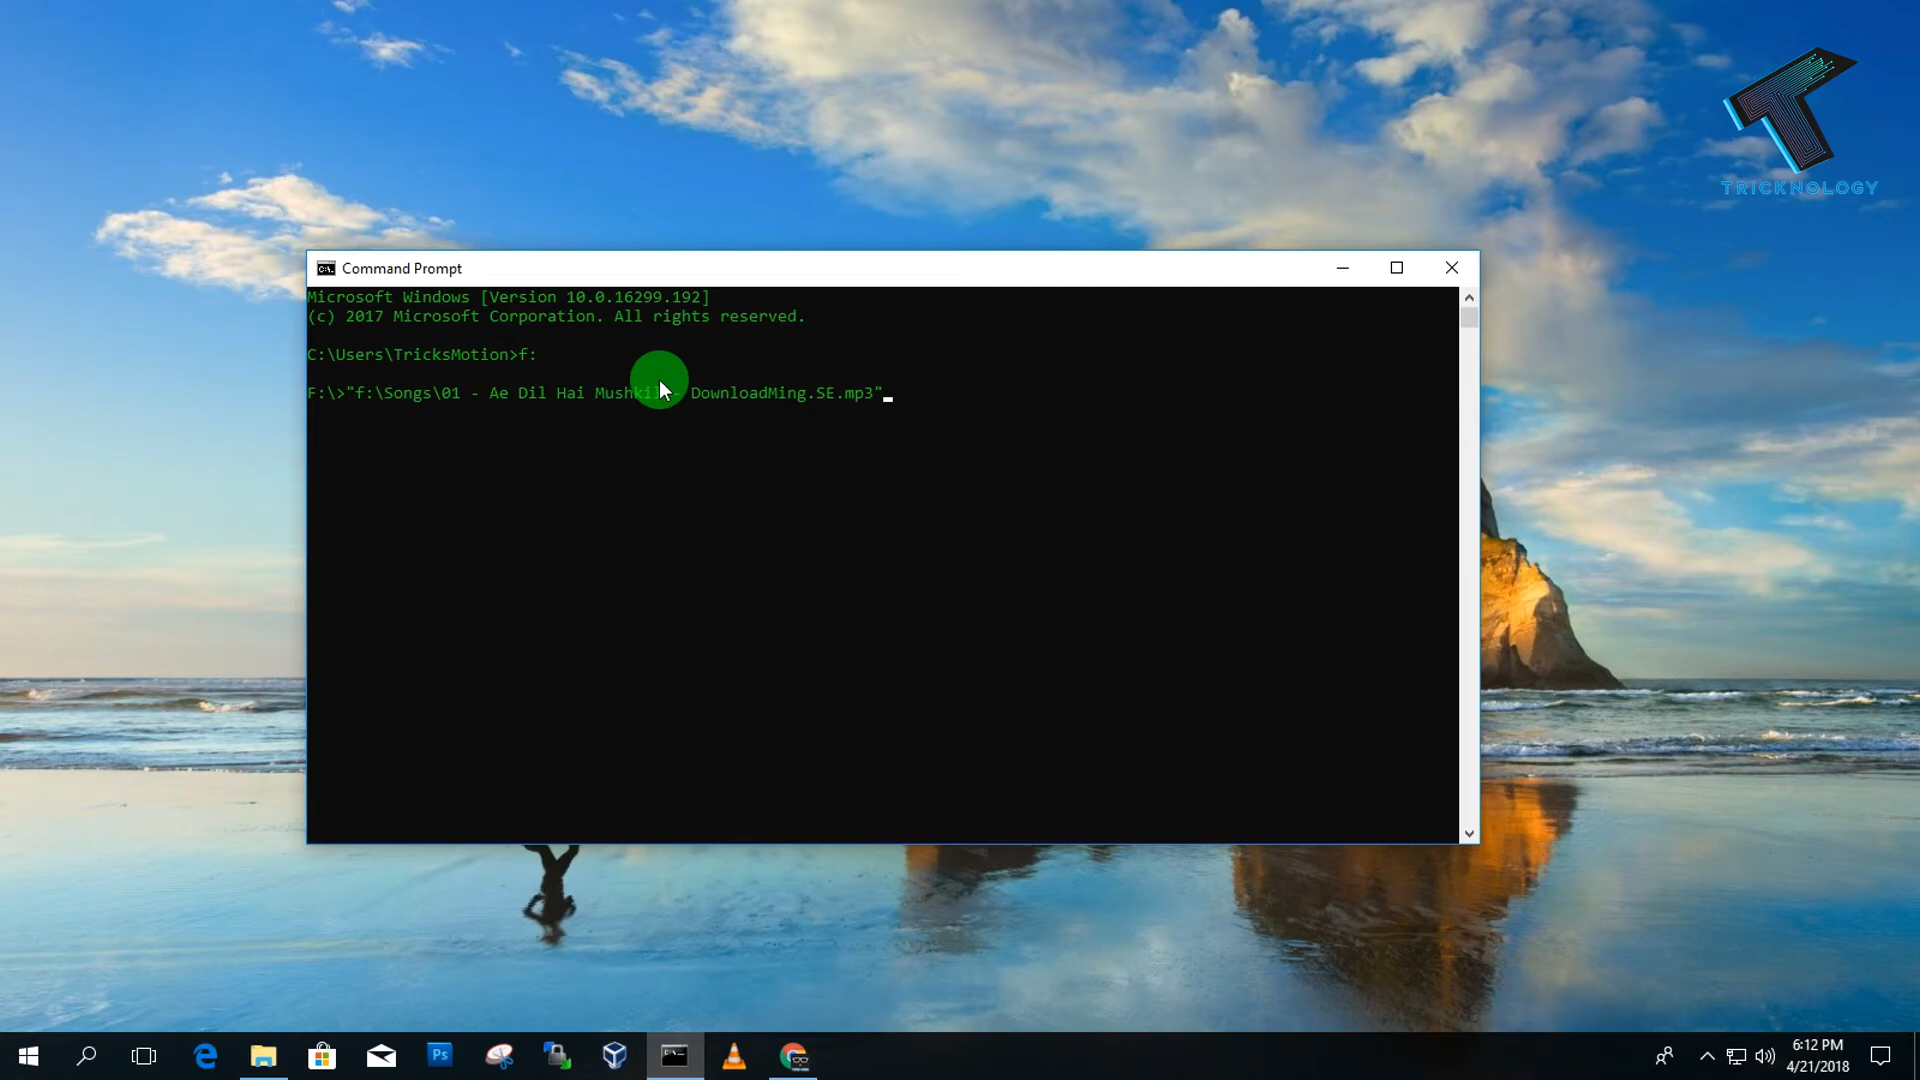 TRICKNOLOGY
Command Prompt
Microsoft Windows [Version 10.0.16299.192]
(c) 2017 Microsoft Corporation. All rights reserved.
C:\Users\TricksMotion>f:
F:\>"f:\Songs\01 - Ae Dil Hai Mushkil - DownloadMing.SE.mp3"
Ps
6:12 PM
4/21/2018